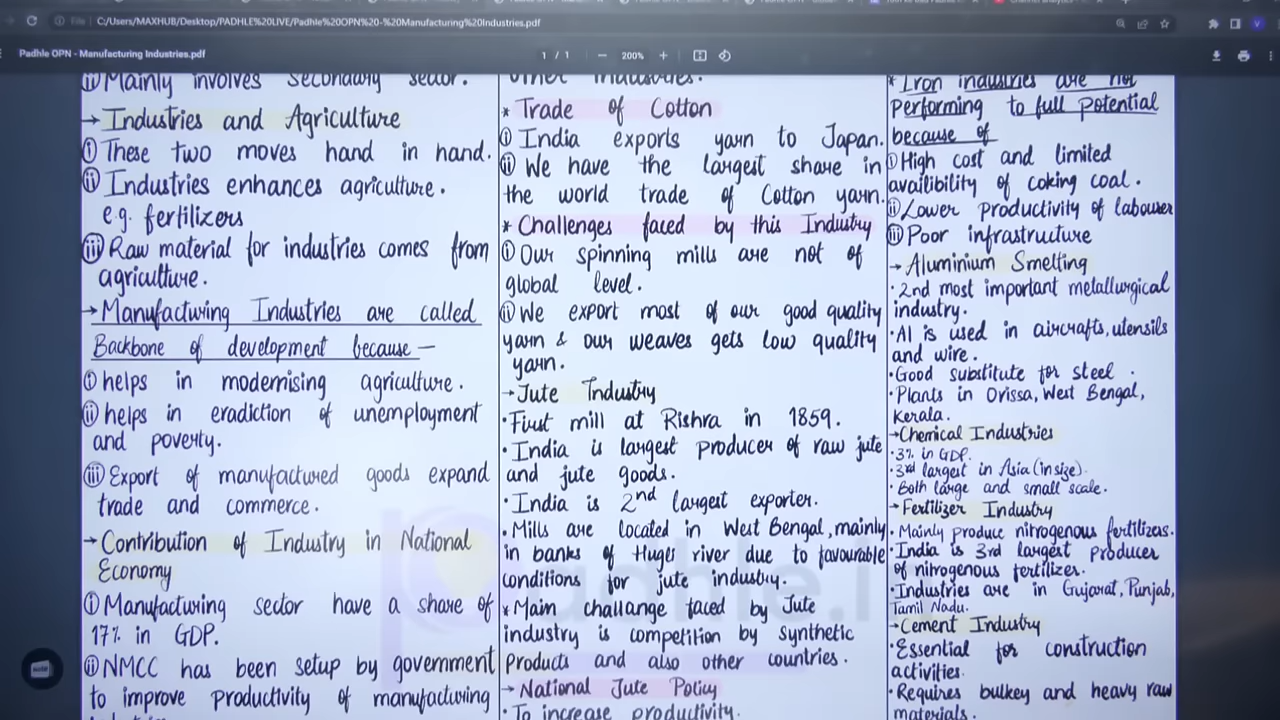 File C:/Users/MAXHUB/Desktop/PADHLE%20LIVE/Padhle%20OPN%20-%20Manufacturing%20Industries.pdf
Padhle OPN - Manufacturing Industries.pdf
1 / 1
200%
ii Mainly involves Secondary sector.
→ Industries and Agriculture
i These two moves hand in hand.
ii Industries enhances agriculture.
e.g. fertilizers
iii Raw material for industries comes from
agriculture.
→ Manufacturing Industries are called
Backbone of development because —
i helps in modernising agriculture.
ii helps in eradiction of unemployment
and poverty.
iii Export of manufactured goods expand
trade and commerce.
→ Contribution of Industry in National
Economy
i Manufacturing sector have a share of
17% in GDP.
ii NMCC has been setup by government
to improve productivity of manufacturing
other industries.
* Trade of Cotton
i India exports yarn to Japan.
ii We have the largest share in
the world trade of Cotton yarn.
* Challenges faced by this Industry
i Our spinning mills are not of
global level.
ii We export most of our good quality
yarn & our weaves gets low quality
yarn.
→ Jute Industry
• First mill at Rishra in 1859.
• India is largest producer of raw jute
and jute goods.
• India is 2nd largest exporter.
• Mills are located in West Bengal, mainly
in banks of Hugli river due to favourable
conditions for jute industry.
* Main challange faced by Jute
industry is competition by synthetic
Products and also other countries.
→ National Jute Policy
• To increase productivity.
* Iron industries are not
performing to full potential
because of
i High cost and limited
availibility of coking coal.
ii Lower Productivity of labouer
iii Poor infrastructure
→ Aluminium Smelting
• 2nd most important metallurgical
industry.
• Al is used in aircrafts, utensils
and wire.
• Good substitute for steel.
• Plants in Orissa, West Bengal,
Kerala.
→ Chemical Industries
• 3% in GDP.
• 3rd largest in Asia (in size).
• Both large and small scale.
→ Fertilizer Industry
• Mainly produce nitrogenous fertilizers.
• India is 3rd largest producer
of nitrogenous fertilizer.
• Industries are in Gujarat, Punjab,
Tamil Nadu.
→ Cement Industry
• Essential for construction
activities.
• Requires bulkey and heavy raw
materials.